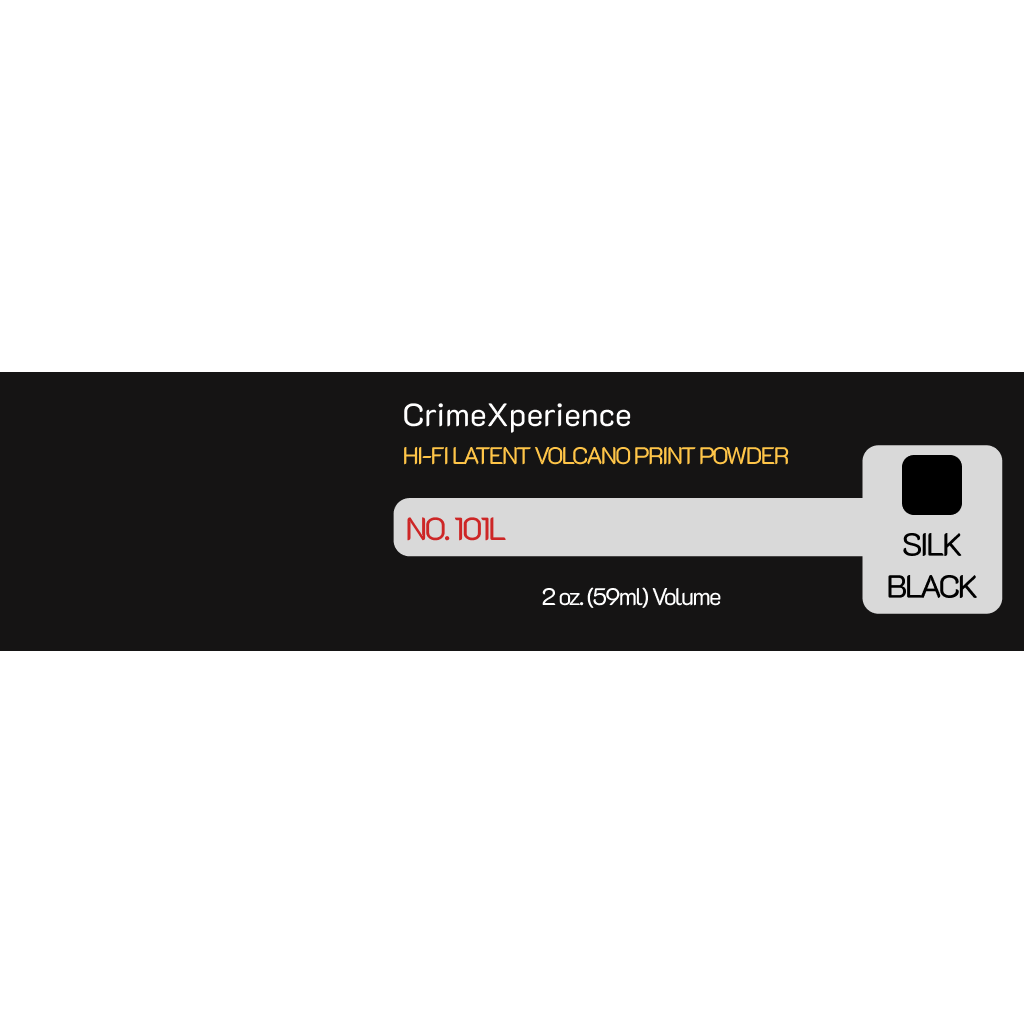 CrimeXperience
HI-FI LATENT VOLCANO PRINT POWDER
NO. 101L
SILK
BLACK
2 oz. (59ml) Volume